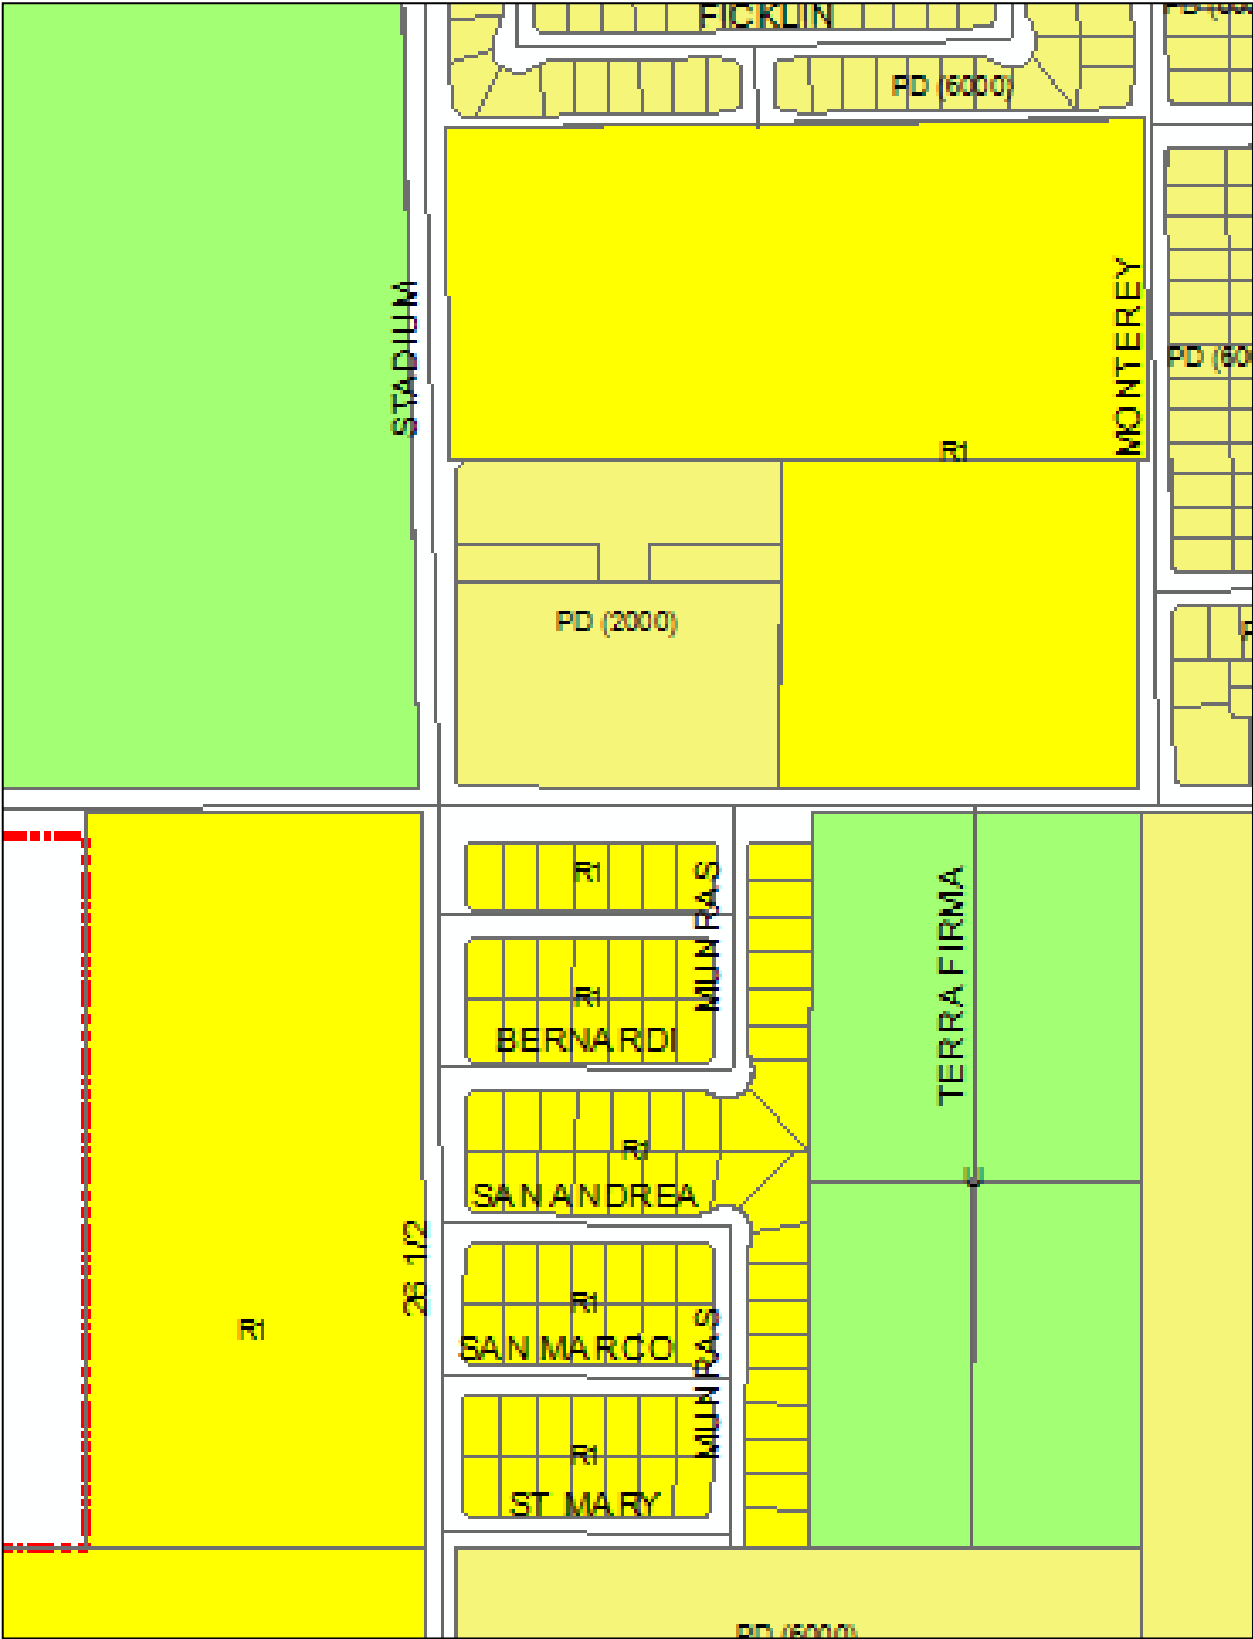 FICKLIN
PD (6000)
STADIUM
MONTEREY
PD (60
R1
PD (2000)
R1
MUNRAS
TERRA FIRMA
R1
BERNARDI
R1
SAN ANDREA
U
26 1/2
R1
R1
SAN MARCO
MUNRAS
R1
ST MARY
PD (6000)